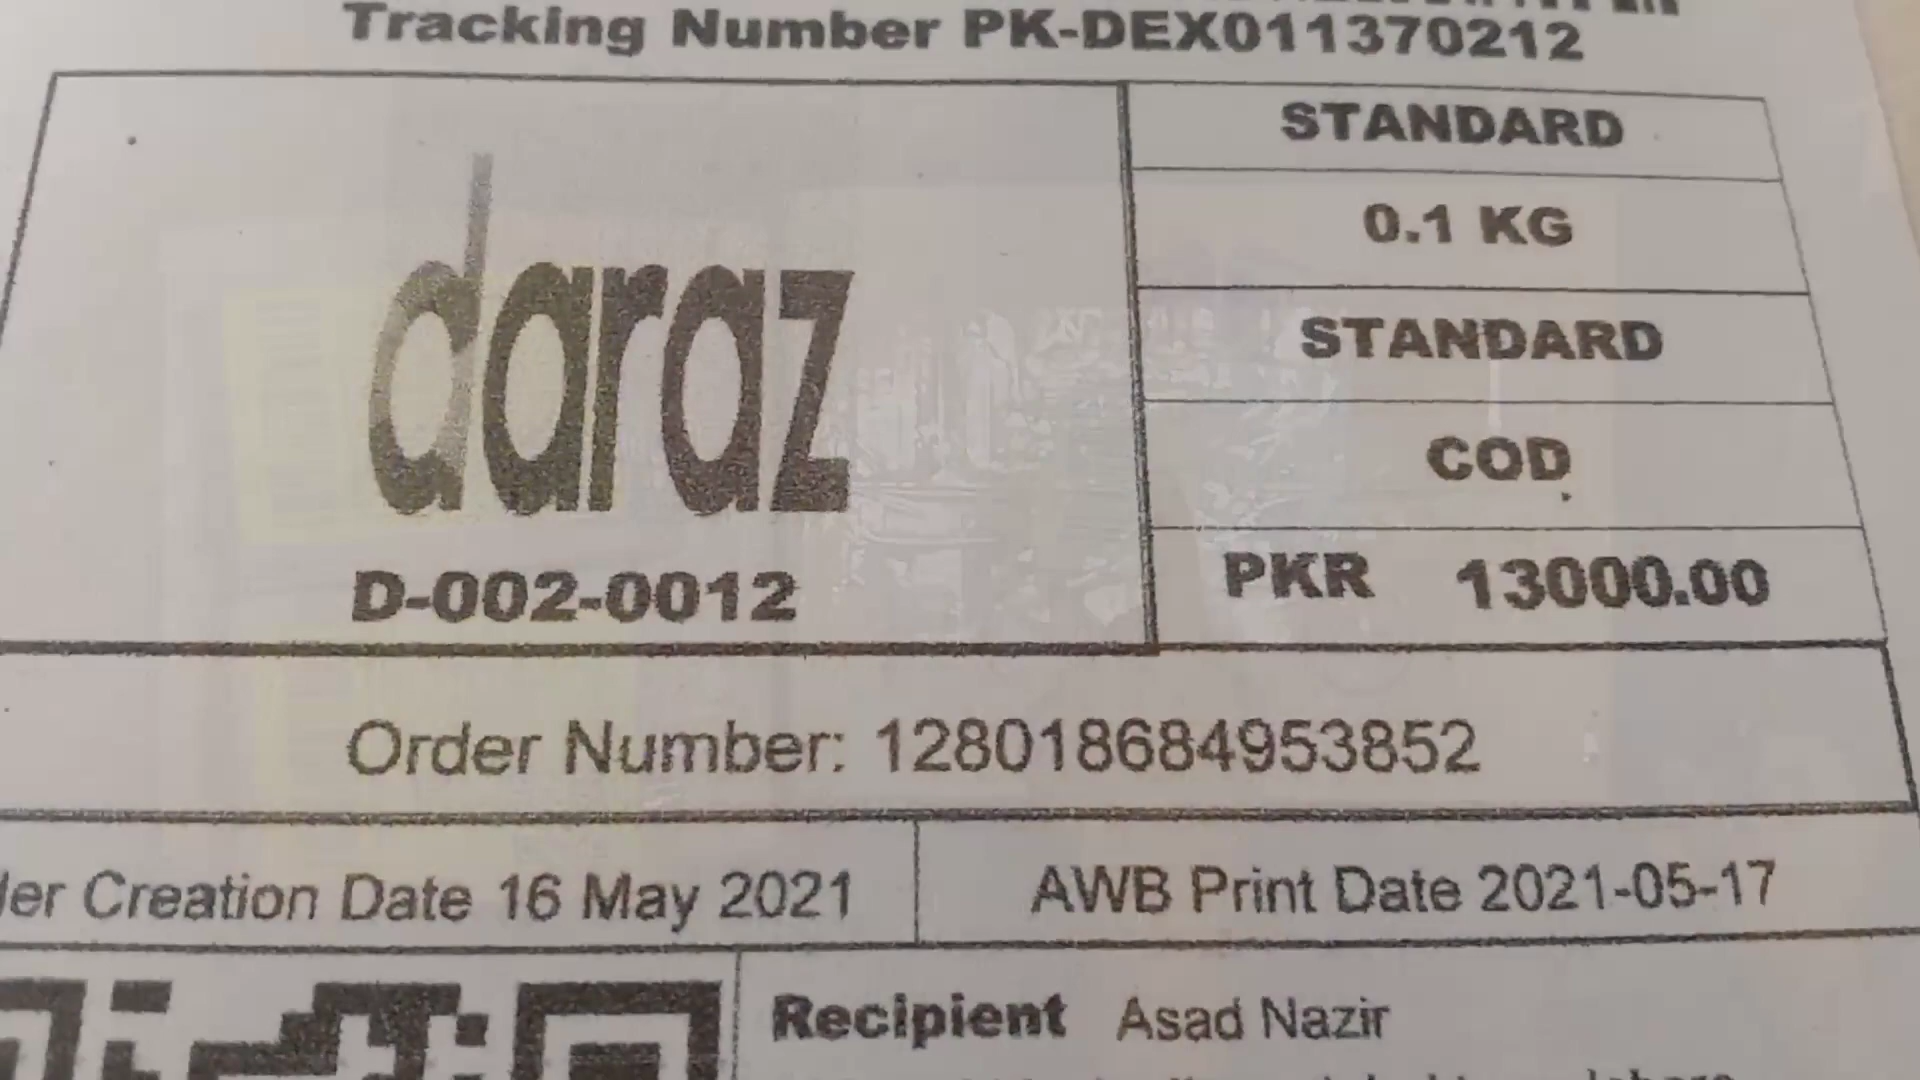 Tracking Number PK-DEX011370212
daraz
D-002-0012
STANDARD
0.1 KG
STANDARD
COD
PKR 13000.00
Order Number: 128018684953852
der Creation Date 16 May 2021
AWB Print Date 2021-05-17
Recipient Asad Nazir